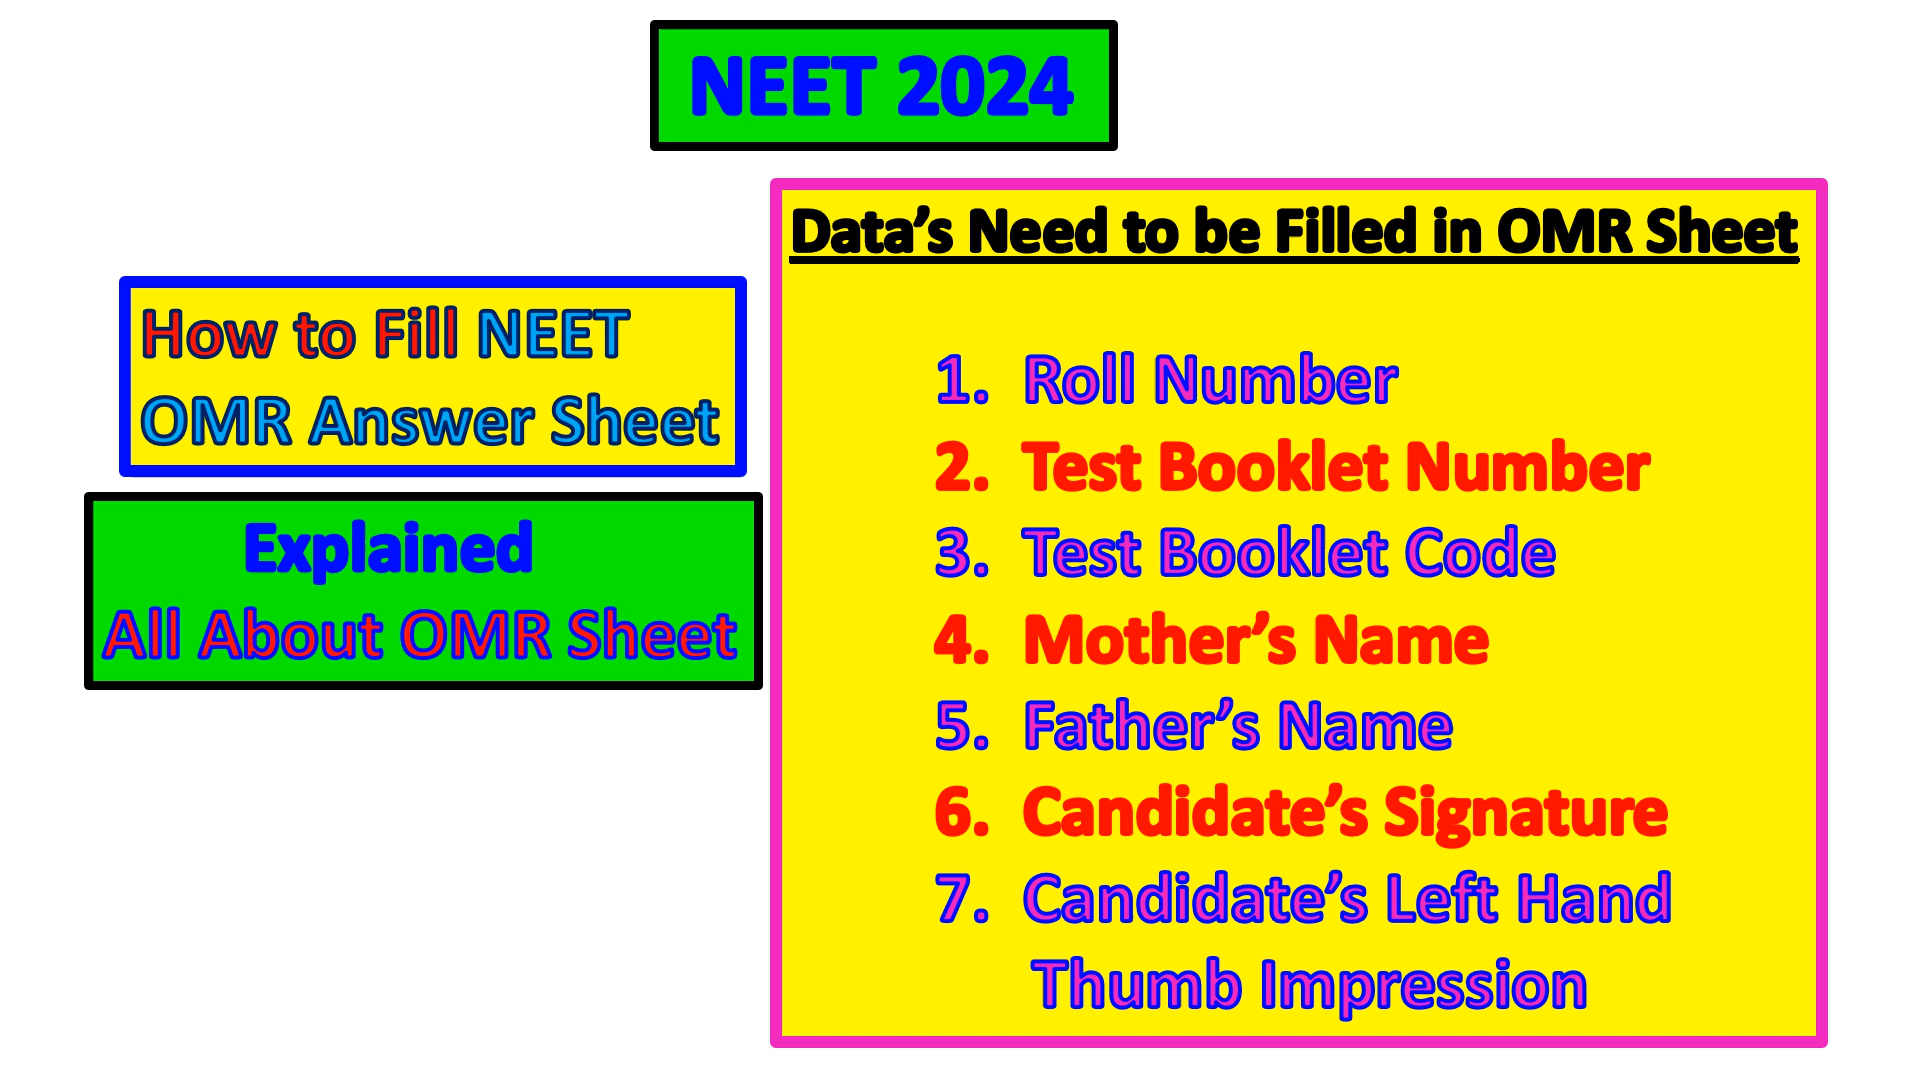 NEET 2024
How to Fill NEET
OMR Answer Sheet
Explained
All About OMR Sheet
Data’s Need to be Filled in OMR Sheet
1. Roll Number
2. Test Booklet Number
3. Test Booklet Code
4. Mother’s Name
5. Father’s Name
6. Candidate’s Signature
7. Candidate’s Left Hand
Thumb Impression